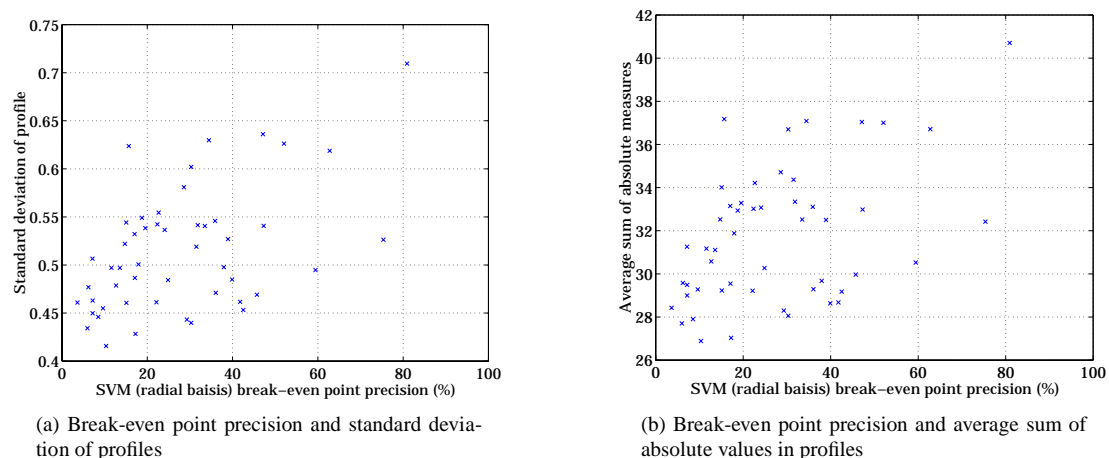 0.75
0.7
0.65
0.6
0.55
0.5
0.45
0.4
Standard deviation of profile
0 20 40 60 80 100
SVM (radial baisis) break−even point precision (%)
(a) Break-even point precision and standard devia-
tion of profiles
42
40
38
36
34
32
30
28
26
Average sum of absolute measures
0 20 40 60 80 100
SVM (radial baisis) break−even point precision (%)
(b) Break-even point precision and average sum of
absolute values in profiles